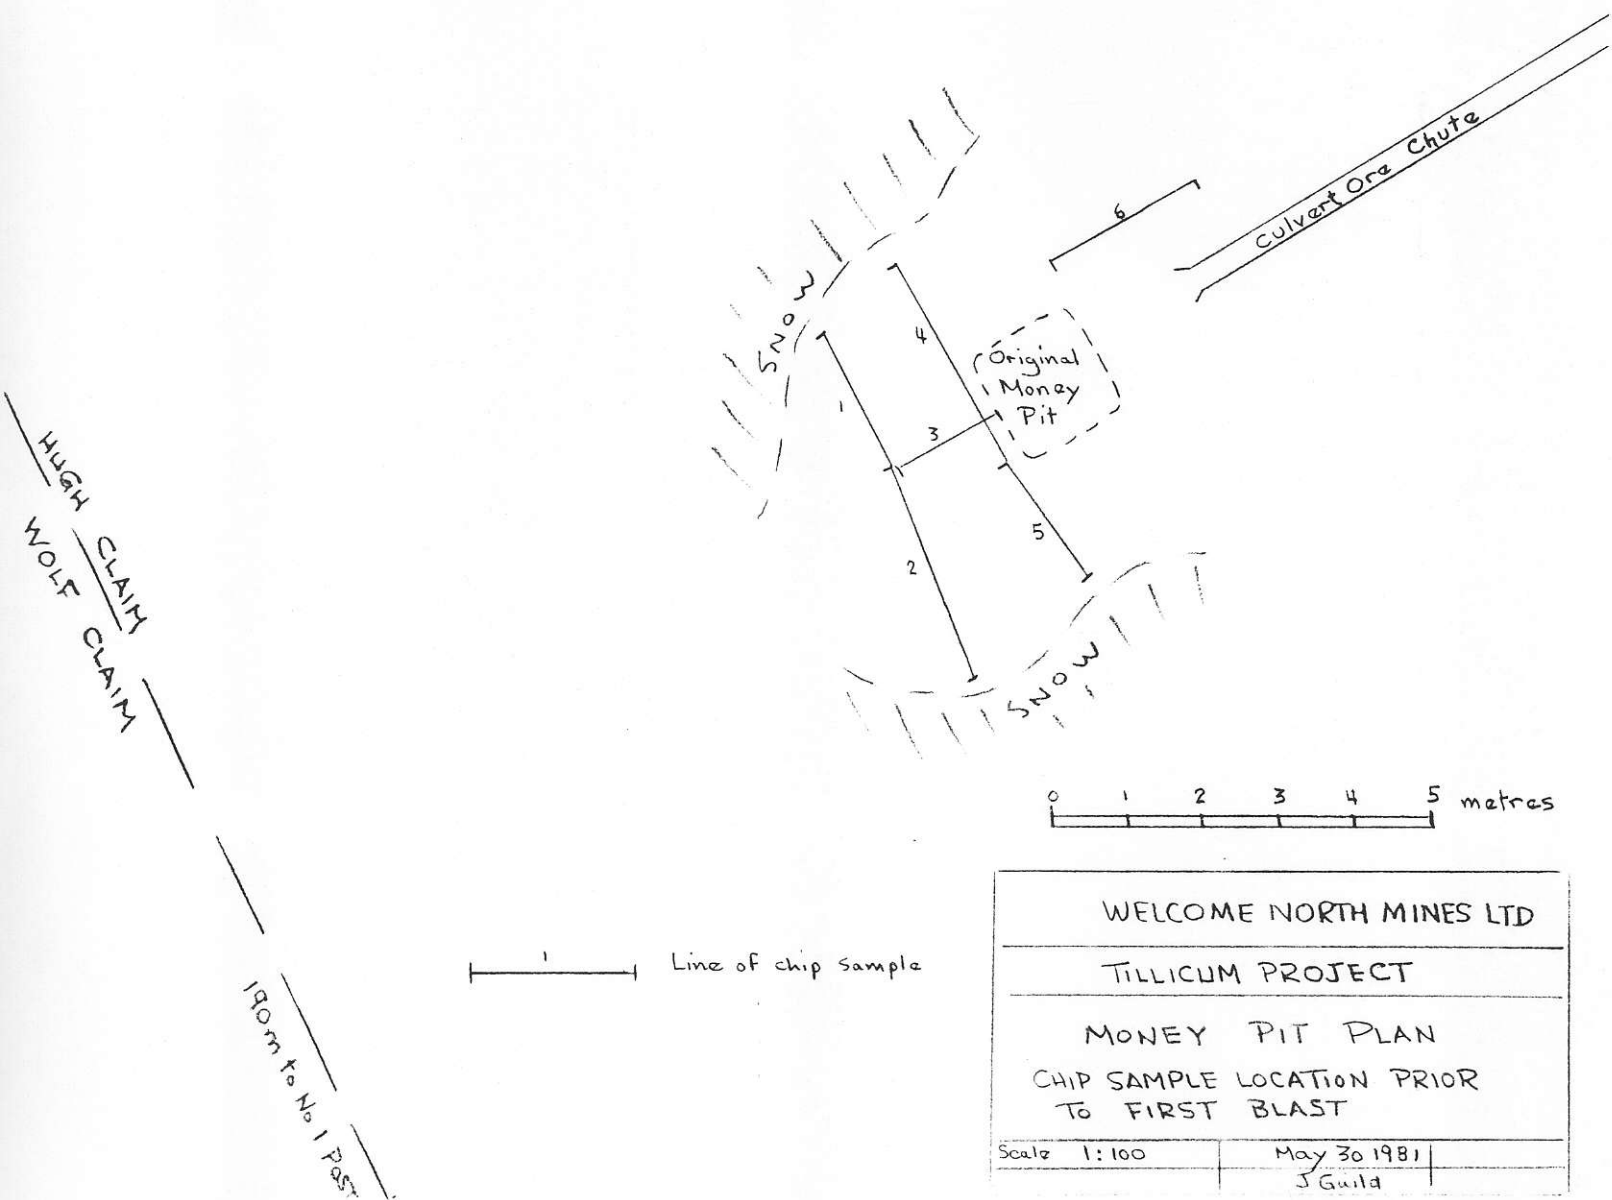 Culvert Ore Chute
6
SNOW
4
Original
Money
Pit
1
3
5
2
SNOW
HUGH CLAIM
WOLF CLAIM
190m to No 1 Post
0 1 2 3 4 5 metres
1
Line of chip sample
WELCOME NORTH MINES LTD
TILLICUM PROJECT
MONEY PIT PLAN
CHIP SAMPLE LOCATION PRIOR
TO FIRST BLAST
Scale 1:100
May 30 1981
J Guild